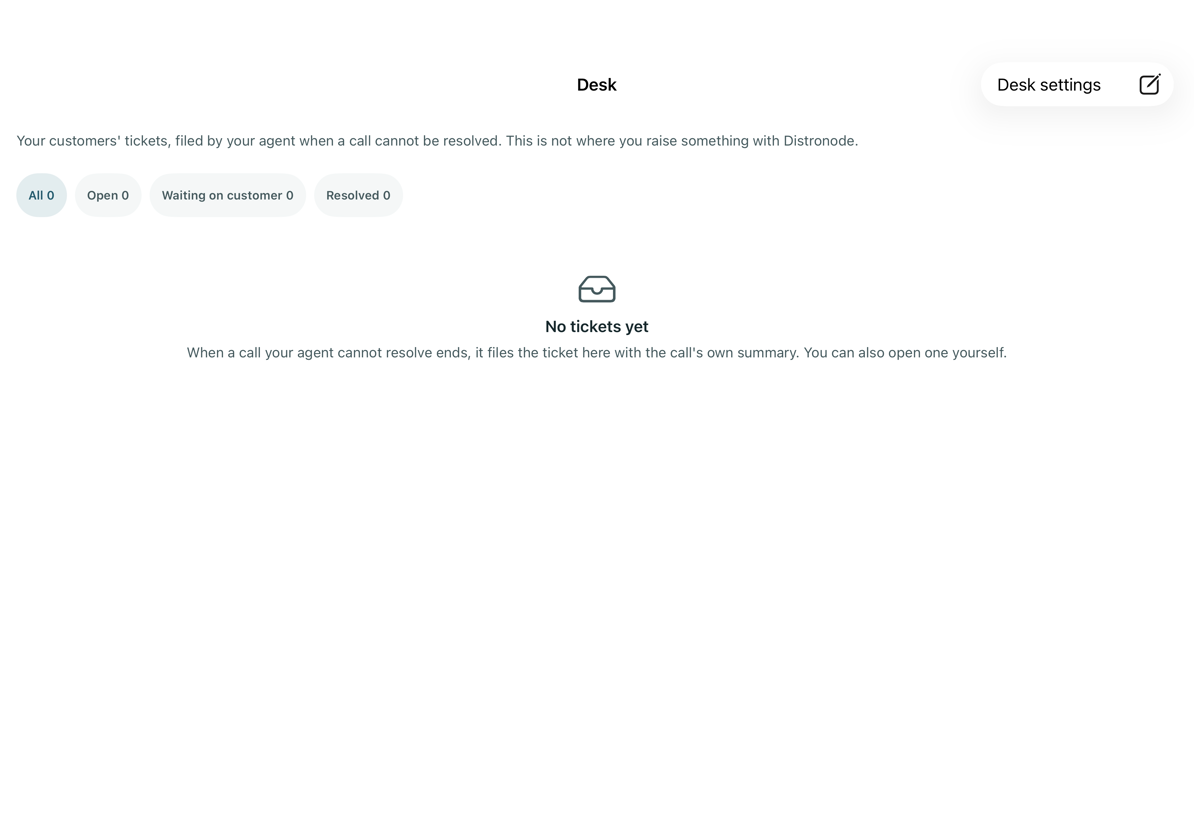 Desk
Desk settings
Your customers' tickets, filed by your agent when a call cannot be resolved. This is not where you raise something with Distronode.
All 0
Open 0
Waiting on customer 0
Resolved 0
No tickets yet
When a call your agent cannot resolve ends, it files the ticket here with the call's own summary. You can also open one yourself.